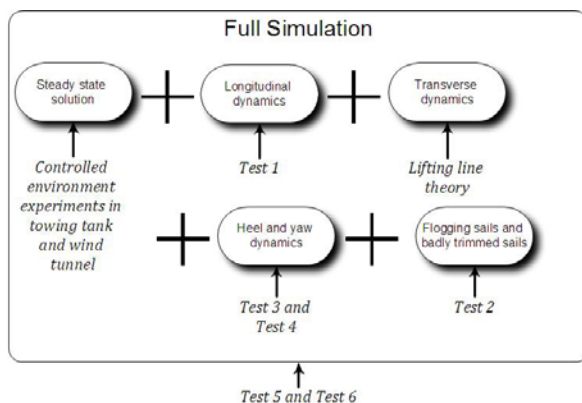 Full Simulation
Steady state
solution
Longitudinal
dynamics
Transverse
dynamics
Controlled
environment
experiments in
towing tank
and wind
tunnel
Test 1
Lifting line
theory
Heel and yaw
dynamics
Flogging sails and
badly trimmed sails
Test 3 and
Test 4
Test 2
Test 5 and Test 6